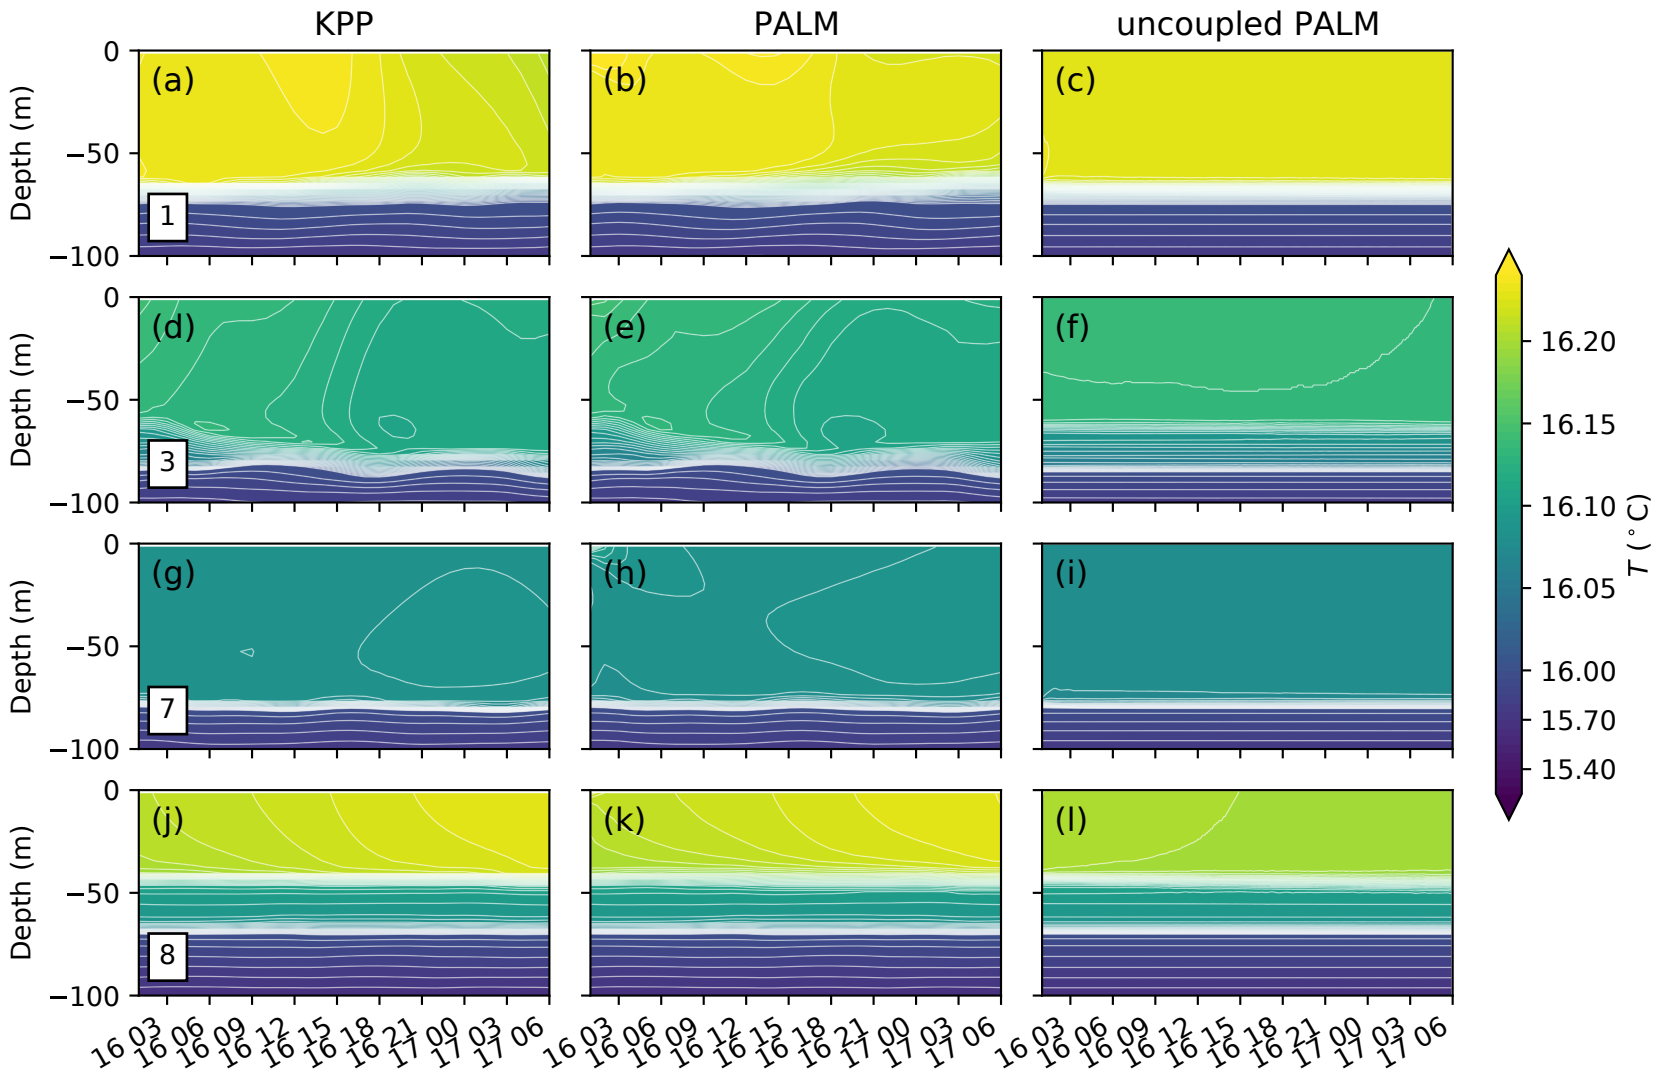 KPP PALM uncoupled PALM
0 (a) (b) (c)
−50
−100
Depth (m)
1
0 (d) (e) (f)
−50
−100
Depth (m)
3
0 (g) (h) (i)
−50
−100
Depth (m)
7
0 (j) (k) (l)
−50
−100
Depth (m)
8
16 03 16 06 16 09 16 12 16 15 16 18 16 21 17 00 17 03 17 06
16 03 16 06 16 09 16 12 16 15 16 18 16 21 17 00 17 03 17 06
16 03 16 06 16 09 16 12 16 15 16 18 16 21 17 00 17 03 17 06
16.20
16.15
16.10
16.05
16.00
15.70
15.40
T (°C)